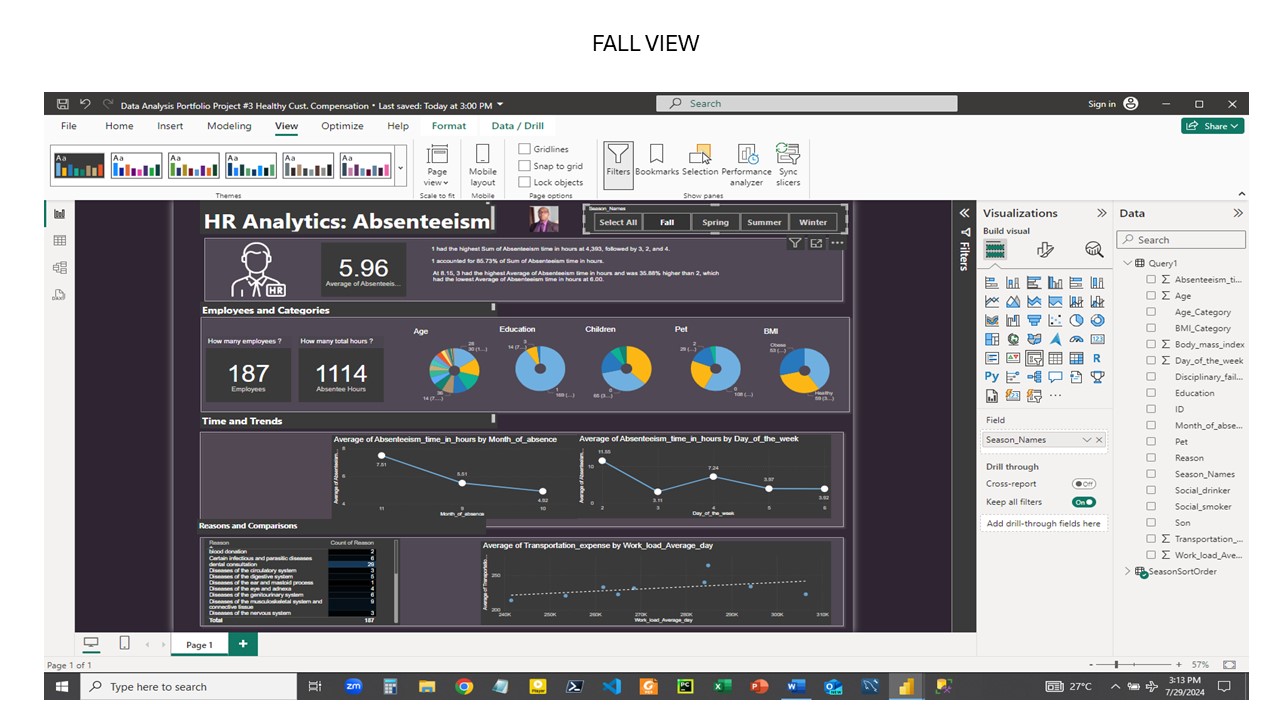 FALL VIEW
Data Analysis Portfolio Project #3 Healthy Cust. Compensation • Last saved: Today at 3:00 PM
Search
Sign in
File Home Insert Modeling View Optimize Help Format Data / Drill
Share
Aa Aa Aa Aa Aa Aa
Page view
Mobile layout
Gridlines
Snap to grid
Lock objects
Filters
Bookmarks
Selection
Performance analyzer
Sync slicers
Themes
Scale to fit
Mobile
Page options
Show panes
HR Analytics: Absenteeism
Season_Names
Select All Fall Spring Summer Winter
HR
5.96
Average of Absenteeis...
1 had the highest Sum of Absenteeism time in hours at 4,393, followed by 3, 2, and 4.
1 accounted for 85.73% of Sum of Absenteeism time in hours.
At 8.15, 3 had the highest Average of Absenteeism time in hours and was 35.88% higher than 2, which
had the lowest Average of Absenteeism time in hours at 6.00.
Employees and Categories
How many employees ?
187
Employees
How many total hours ?
1114
Absentee Hours
Age
Education
Children
Pet
BMI
Obese
Healthy
Time and Trends
Average of Absenteeism_time_in_hours by Month_of_absence
7.51
5.51
4.82
11 9 10
Month_of_absence
Average of Absenteeism_time_in_hours by Day_of_the_week
11.55
3.11
7.24
3.87
3.82
2 3 4 5 6
Day_of_the_week
Reasons and Comparisons
Reason Count of Reason
blood donation 2
Certain infectious and parasitic diseases 6
dental consultation 28
Diseases of the circulatory system 3
Diseases of the digestive system 5
Diseases of the ear and mastoid process 1
Diseases of the eye and adnexa 4
Diseases of the genitourinary system 6
Diseases of the musculoskeletal system and connective tissue 9
Diseases of the nervous system 3
Total 187
Average of Transportation_expense by Work_load_Average_day
250
200
240K 250K 260K 270K 280K 290K 300K 310K
Work_load_Average_day
Filters
Visualizations
Build visual
R
Py
Field
Season_Names
Drill through
Cross-report Off
Keep all filters On
Add drill-through fields here
Data
Search
Query1
Absenteeism_ti...
Age
Age_Category
BMI_Category
Body_mass_index
Day_of_the_week
Disciplinary_fail...
Education
ID
Month_of_abse...
Pet
Reason
Season_Names
Social_drinker
Social_smoker
Son
Transportation_...
Work_load_Ave...
SeasonSortOrder
Page 1
Page 1 of 1
57%
Type here to search
zm
27°C
3:13 PM
7/29/2024